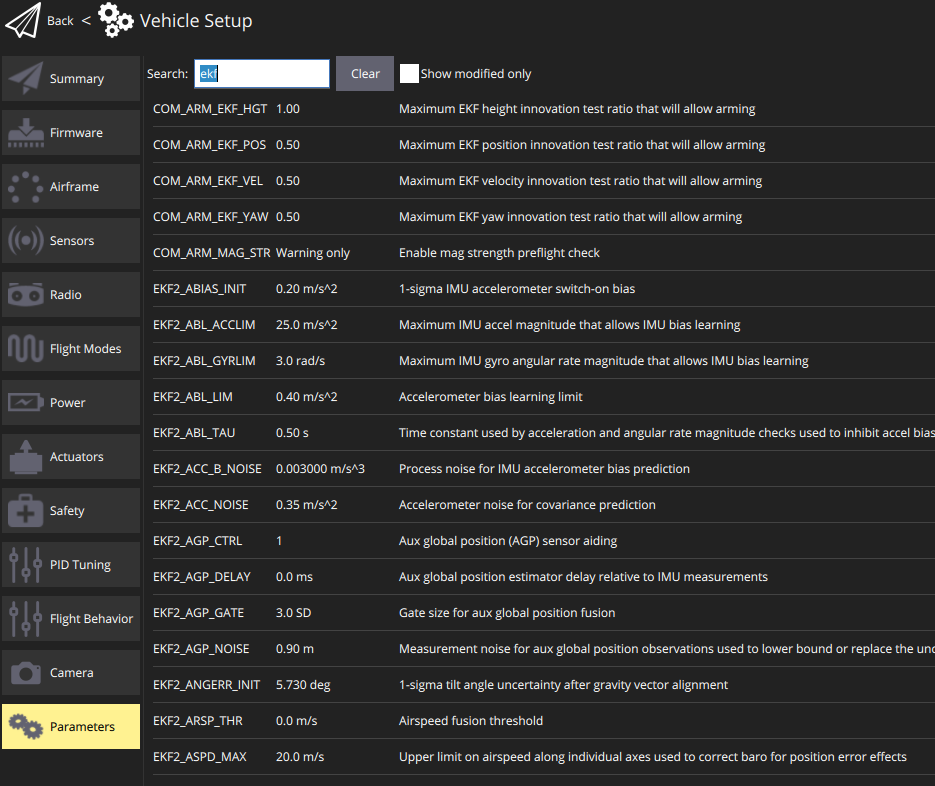 Back < Vehicle Setup
Summary
Firmware
Airframe
Sensors
Radio
Flight Modes
Power
Actuators
Safety
PID Tuning
Flight Behavior
Camera
Parameters
Search: ekf Clear Show modified only
COM_ARM_EKF_HGT 1.00 Maximum EKF height innovation test ratio that will allow arming
COM_ARM_EKF_POS 0.50 Maximum EKF position innovation test ratio that will allow arming
COM_ARM_EKF_VEL 0.50 Maximum EKF velocity innovation test ratio that will allow arming
COM_ARM_EKF_YAW 0.50 Maximum EKF yaw innovation test ratio that will allow arming
COM_ARM_MAG_STR Warning only Enable mag strength preflight check
EKF2_ABIAS_INIT 0.20 m/s^2 1-sigma IMU accelerometer switch-on bias
EKF2_ABL_ACCLIM 25.0 m/s^2 Maximum IMU accel magnitude that allows IMU bias learning
EKF2_ABL_GYRLIM 3.0 rad/s Maximum IMU gyro angular rate magnitude that allows IMU bias learning
EKF2_ABL_LIM 0.40 m/s^2 Accelerometer bias learning limit
EKF2_ABL_TAU 0.50 s Time constant used by acceleration and angular rate magnitude checks used to inhibit accel bias
EKF2_ACC_B_NOISE 0.003000 m/s^3 Process noise for IMU accelerometer bias prediction
EKF2_ACC_NOISE 0.35 m/s^2 Accelerometer noise for covariance prediction
EKF2_AGP_CTRL 1 Aux global position (AGP) sensor aiding
EKF2_AGP_DELAY 0.0 ms Aux global position estimator delay relative to IMU measurements
EKF2_AGP_GATE 3.0 SD Gate size for aux global position fusion
EKF2_AGP_NOISE 0.90 m Measurement noise for aux global position observations used to lower bound or replace the unc
EKF2_ANGERR_INIT 5.730 deg 1-sigma tilt angle uncertainty after gravity vector alignment
EKF2_ARSP_THR 0.0 m/s Airspeed fusion threshold
EKF2_ASPD_MAX 20.0 m/s Upper limit on airspeed along individual axes used to correct baro for position error effects